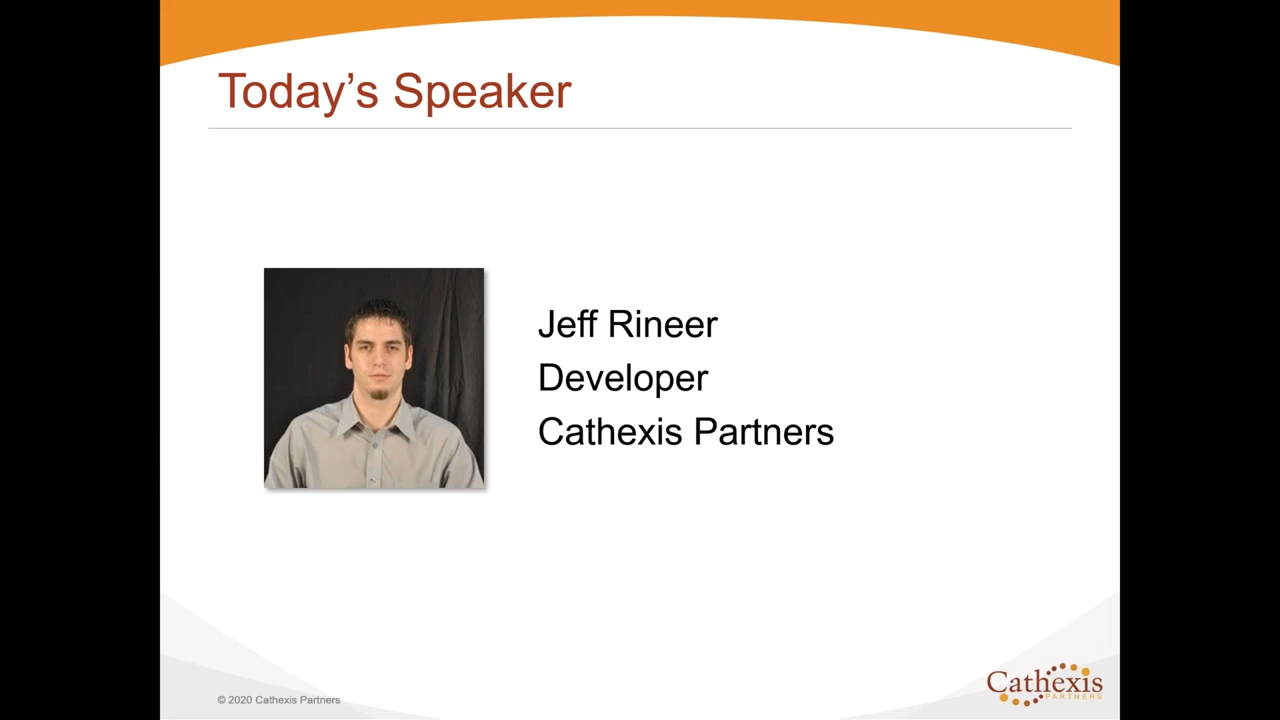 Today’s Speaker
Jeff Rineer
Developer
Cathexis Partners
© 2020 Cathexis Partners
Cathexis
PARTNERS